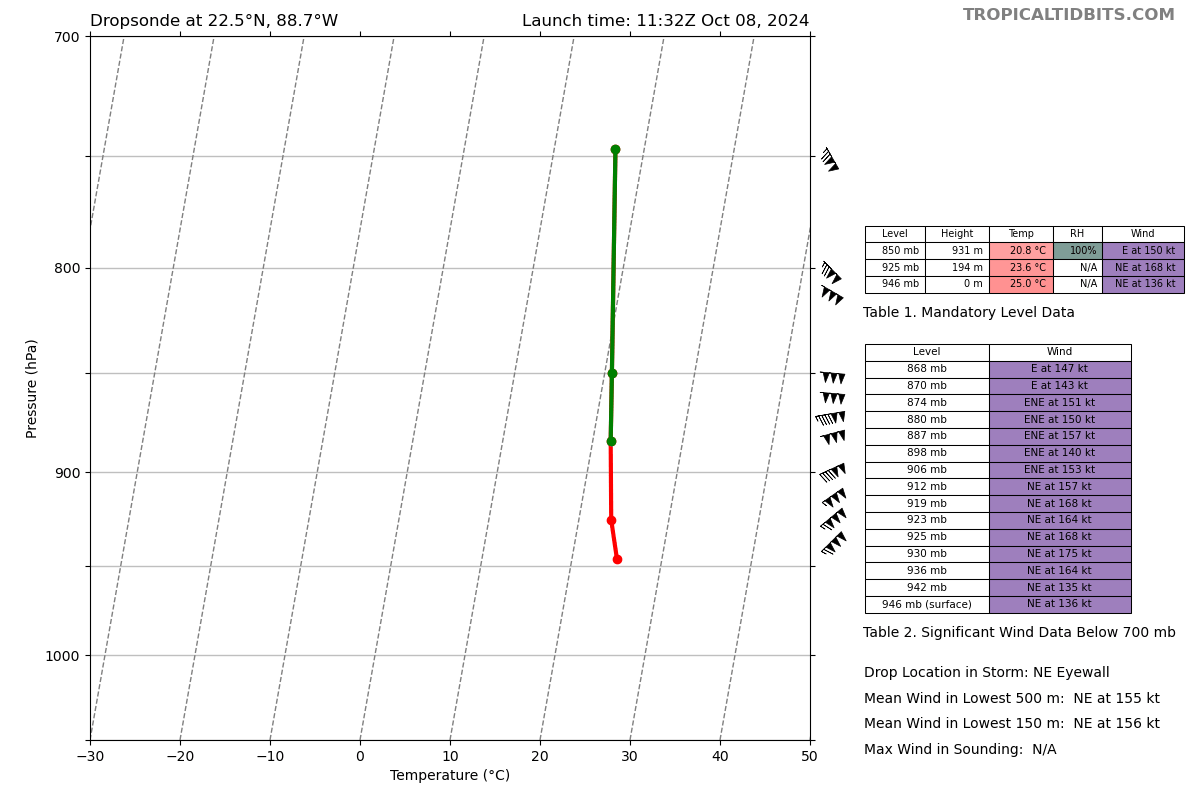 Dropsonde at 22.5°N, 88.7°W
Launch time: 11:32Z Oct 08, 2024
TROPICALTIDBITS.COM
700
800
900
1000
Pressure (hPa)
−30 −20 −10 0 10 20 30 40 50
Temperature (°C)
Level Height Temp RH Wind
850 mb 931 m 20.8 °C 100% E at 150 kt
925 mb 194 m 23.6 °C N/A NE at 168 kt
946 mb 0 m 25.0 °C N/A NE at 136 kt
Table 1. Mandatory Level Data
Level Wind
868 mb E at 147 kt
870 mb E at 143 kt
874 mb ENE at 151 kt
880 mb ENE at 150 kt
887 mb ENE at 157 kt
898 mb ENE at 140 kt
906 mb ENE at 153 kt
912 mb NE at 157 kt
919 mb NE at 168 kt
923 mb NE at 164 kt
925 mb NE at 168 kt
930 mb NE at 175 kt
936 mb NE at 164 kt
942 mb NE at 135 kt
946 mb (surface) NE at 136 kt
Table 2. Significant Wind Data Below 700 mb
Drop Location in Storm: NE Eyewall
Mean Wind in Lowest 500 m: NE at 155 kt
Mean Wind in Lowest 150 m: NE at 156 kt
Max Wind in Sounding: N/A